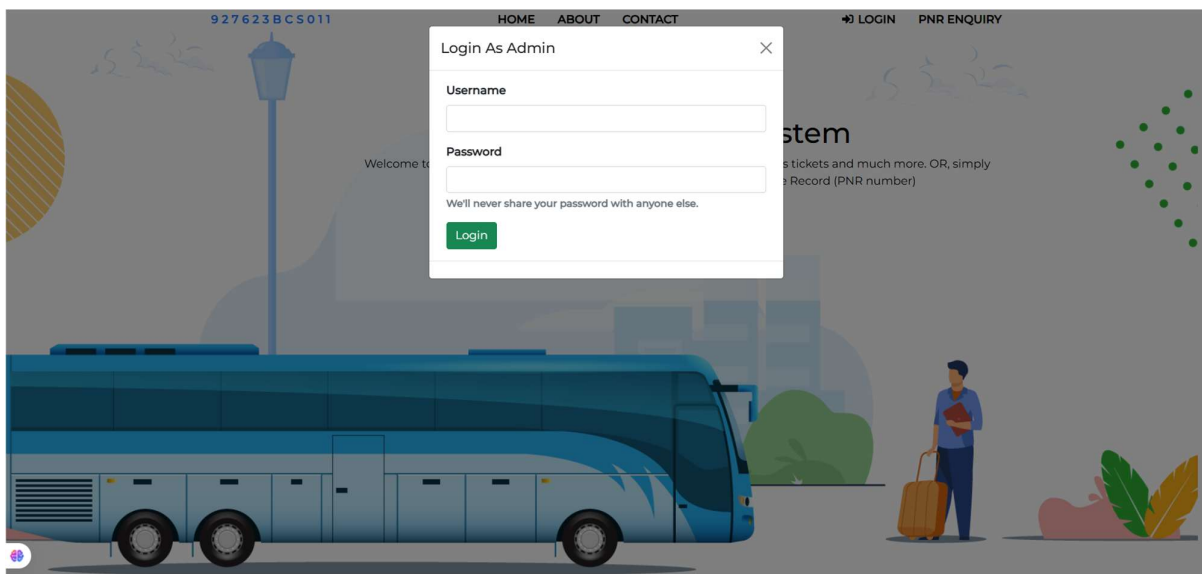 927623BCS011 HOME ABOUT CONTACT LOGIN PNR ENQUIRY
Login As Admin
Username
stem
Password
Welcome to s tickets and much more. OR, simply
e Record (PNR number)
We'll never share your password with anyone else.
Login